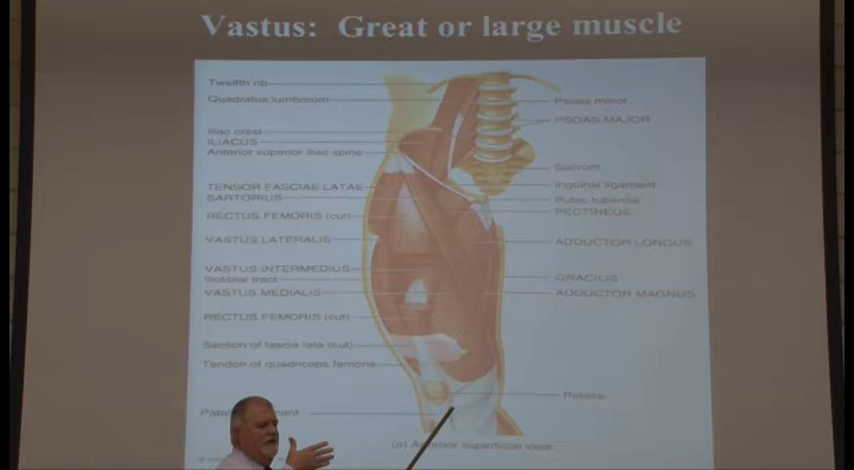 Vastus: Great or large muscle
Twelfth rib
Quadratus lumborum
Iliac crest
ILIACUS
Anterior superior iliac spine
TENSOR FASCIAE LATAE
SARTORIUS
RECTUS FEMORIS (cut)
VASTUS LATERALIS
VASTUS INTERMEDIUS
Iliotibial tract
VASTUS MEDIALIS
RECTUS FEMORIS (cut)
Section of fascia lata (cut)
Tendon of quadriceps femoris
Psoas minor
PSOAS MAJOR
Sacrum
Inguinal ligament
Pubic tubercle
PECTINEUS
ADDUCTOR LONGUS
GRACILIS
ADDUCTOR MAGNUS
Patella
(a) Anterior superficial view